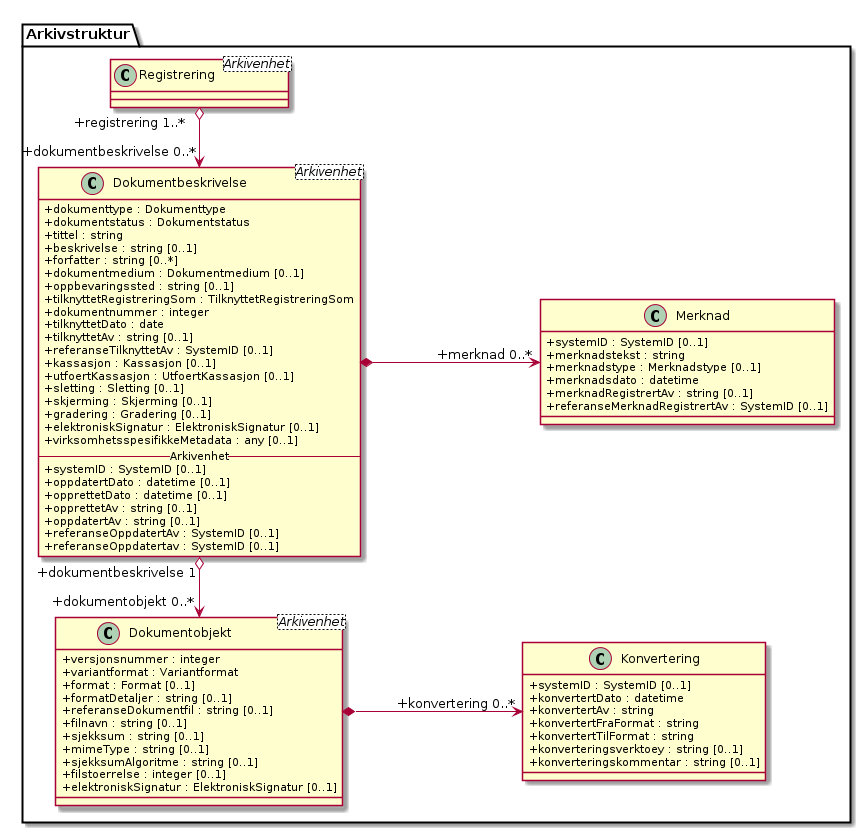 Arkivstruktur
Arkivenhet
C Registrering
+registrering 1..*
+dokumentbeskrivelse 0..*
Arkivenhet
C Dokumentbeskrivelse
+dokumenttype : Dokumenttype
+dokumentstatus : Dokumentstatus
+tittel : string
+beskrivelse : string [0..1]
+forfatter : string [0..*]
+dokumentmedium : Dokumentmedium [0..1]
+oppbevaringssted : string [0..1]
+tilknyttetRegistreringSom : TilknyttetRegistreringSom
+dokumentnummer : integer
+tilknyttetDato : date
+tilknyttetAv : string [0..1]
+referanseTilknyttetAv : SystemID [0..1]
+kassasjon : Kassasjon [0..1]
+utfoertKassasjon : UtfoertKassasjon [0..1]
+sletting : Sletting [0..1]
+skjerming : Skjerming [0..1]
+gradering : Gradering [0..1]
+elektroniskSignatur : ElektroniskSignatur [0..1]
+virksomhetsspesifikkeMetadata : any [0..1]
Arkivenhet
+systemID : SystemID [0..1]
+oppdatertDato : datetime [0..1]
+opprettetDato : datetime [0..1]
+opprettetAv : string [0..1]
+oppdatertAv : string [0..1]
+referanseOppdatertAv : SystemID [0..1]
+referanseOppdatertav : SystemID [0..1]
+merknad 0..*
C Merknad
+systemID : SystemID [0..1]
+merknadstekst : string
+merknadstype : Merknadstype [0..1]
+merknadsdato : datetime
+merknadRegistrertAv : string [0..1]
+referanseMerknadRegistrertAv : SystemID [0..1]
+dokumentbeskrivelse 1
+dokumentobjekt 0..*
Arkivenhet
C Dokumentobjekt
+versjonsnummer : integer
+variantformat : Variantformat
+format : Format [0..1]
+formatDetaljer : string [0..1]
+referanseDokumentfil : string [0..1]
+filnavn : string [0..1]
+sjekksum : string [0..1]
+mimeType : string [0..1]
+sjekksumAlgoritme : string [0..1]
+filstoerrelse : integer [0..1]
+elektroniskSignatur : ElektroniskSignatur [0..1]
+konvertering 0..*
C Konvertering
+systemID : SystemID [0..1]
+konvertertDato : datetime
+konvertertAv : string
+konvertertFraFormat : string
+konvertertTilFormat : string
+konverteringsverktoey : string [0..1]
+konverteringskommentar : string [0..1]